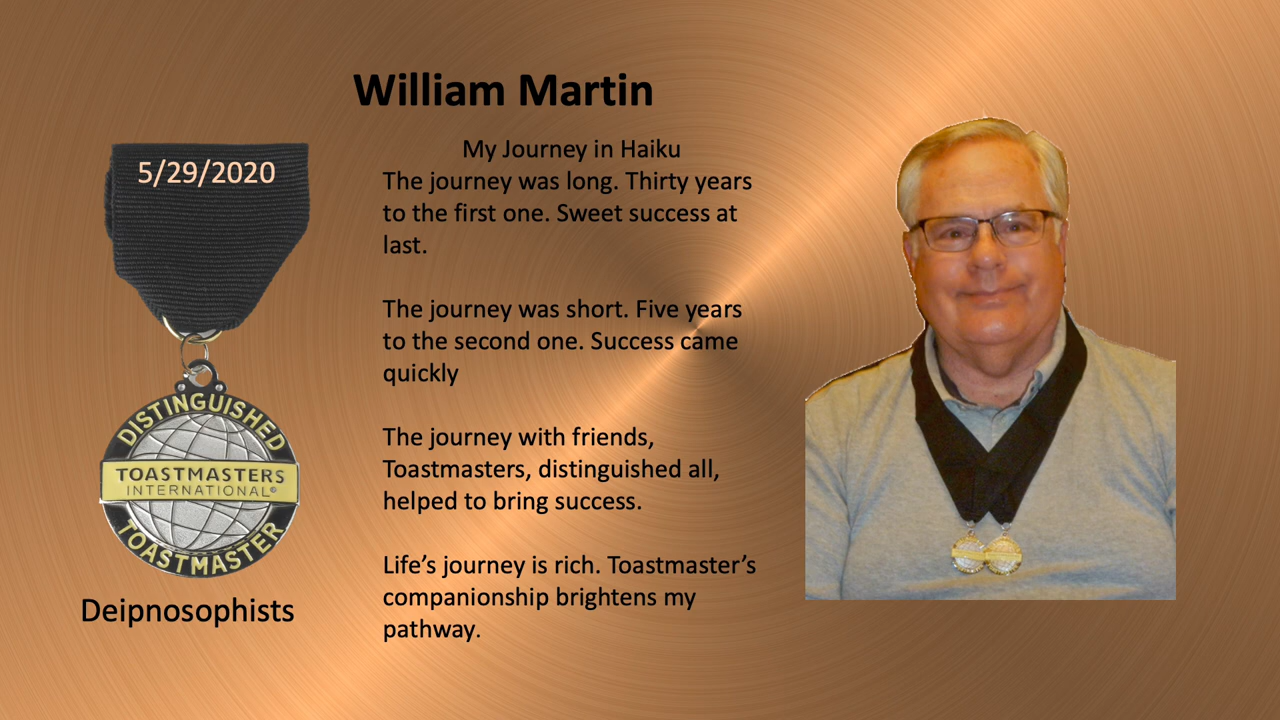 William Martin
5/29/2020
DISTINGUISHED
TOASTMASTERS
INTERNATIONAL®
TOASTMASTER
Deipnosophists
My Journey in Haiku
The journey was long. Thirty years
to the first one. Sweet success at
last.
The journey was short. Five years
to the second one. Success came
quickly
The journey with friends,
Toastmasters, distinguished all,
helped to bring success.
Life’s journey is rich. Toastmaster’s
companionship brightens my
pathway.